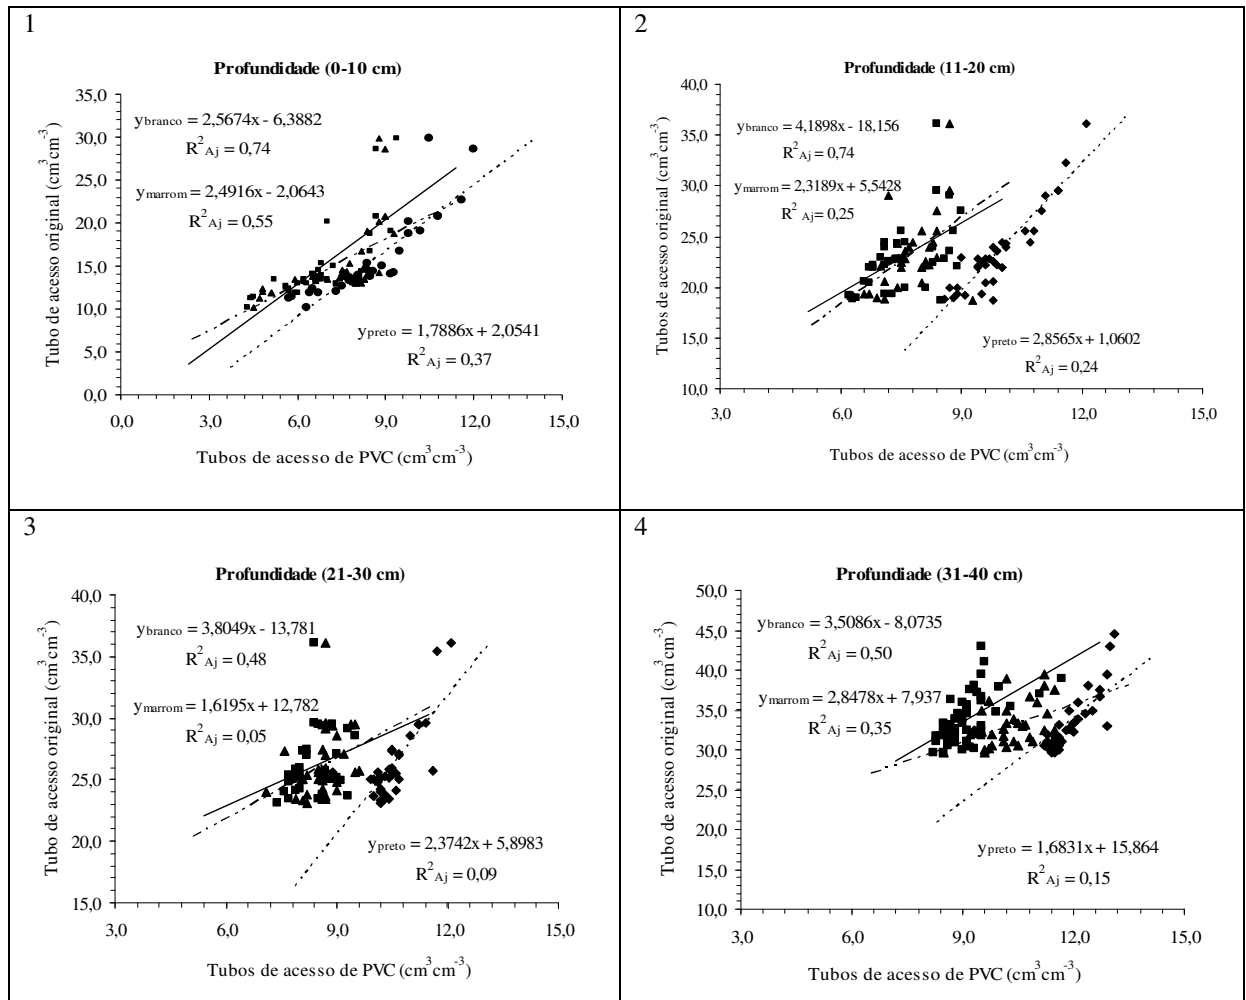 1
Profundidade (0-10 cm)
Tubo de acesso original (cm³ cm⁻³)
35,0
30,0
25,0
20,0
15,0
10,0
5,0
0,0
ybranco = 2,5674x - 6,3882
R²Aj = 0,74
ymarrom = 2,4916x - 2,0643
R²Aj = 0,55
ypreto = 1,7886x + 2,0541
R²Aj = 0,37
0,0 3,0 6,0 9,0 12,0 15,0
Tubos de acesso de PVC (cm³cm⁻³)
2
Profundidade (11-20 cm)
Tubos de acesso original (cm³ cm⁻³)
40,0
35,0
30,0
25,0
20,0
15,0
10,0
ybranco = 4,1898x - 18,156
R²Aj = 0,74
ymarrom = 2,3189x + 5,5428
R²Aj = 0,25
ypreto = 2,8565x + 1,0602
R²Aj = 0,24
3,0 6,0 9,0 12,0 15,0
Tubos de acesso de PVC (cm³cm⁻³)
3
Profundidade (21-30 cm)
Tubo de acesso original (cm³ cm⁻³)
40,0
35,0
30,0
25,0
20,0
15,0
ybranco = 3,8049x - 13,781
R²Aj = 0,48
ymarrom = 1,6195x + 12,782
R²Aj = 0,05
ypreto = 2,3742x + 5,8983
R²Aj = 0,09
3,0 6,0 9,0 12,0 15,0
Tubos de acesso de PVC (cm³cm⁻³)
4
Profundiade (31-40 cm)
Tubo de acesso original (cm³ cm⁻³)
50,0
45,0
40,0
35,0
30,0
25,0
20,0
15,0
10,0
ybranco = 3,5086x - 8,0735
R²Aj = 0,50
ymarrom = 2,8478x + 7,937
R²Aj = 0,35
ypreto = 1,6831x + 15,864
R²Aj = 0,15
3,0 6,0 9,0 12,0 15,0
Tubos de acesso de PVC (cm³cm⁻³)